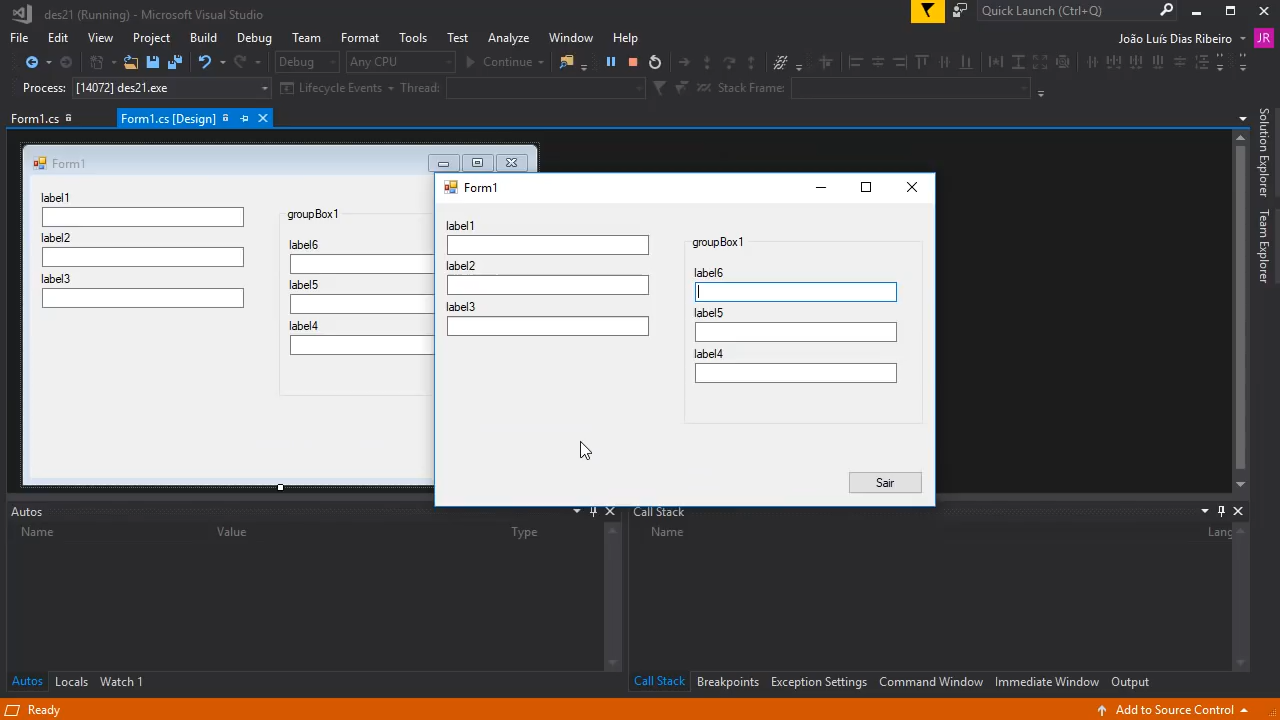 des21 (Running) - Microsoft Visual Studio
Quick Launch (Ctrl+Q)
File Edit View Project Build Debug Team Format Tools Test Analyze Window Help
João Luís Dias Ribeiro JR
Debug Any CPU Continue
Process: [14072] des21.exe Lifecycle Events Thread: Stack Frame:
Form1.cs Form1.cs [Design]
Solution Explorer
Team Explorer
Form1
label1
label2
label3
groupBox1
label6
label5
label4
Form1
label1
label2
label3
groupBox1
label6
label5
label4
Sair
Autos
Name Value Type
Call Stack
Name Lang
Autos Locals Watch 1
Call Stack Breakpoints Exception Settings Command Window Immediate Window Output
Ready
Add to Source Control